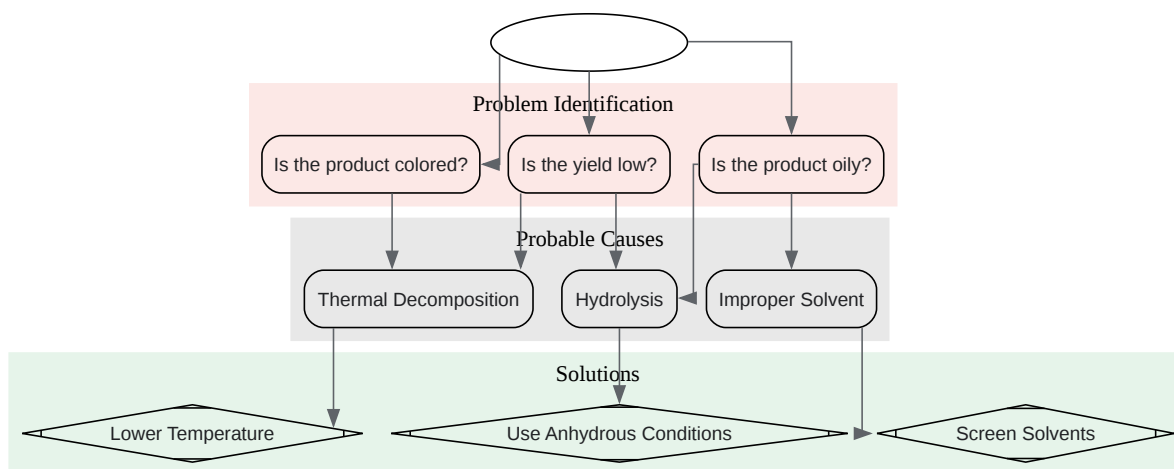 Problem Identification
Is the product colored?
Is the yield low?
Is the product oily?
Probable Causes
Thermal Decomposition
Hydrolysis
Improper Solvent
Solutions
Lower Temperature
Use Anhydrous Conditions
Screen Solvents